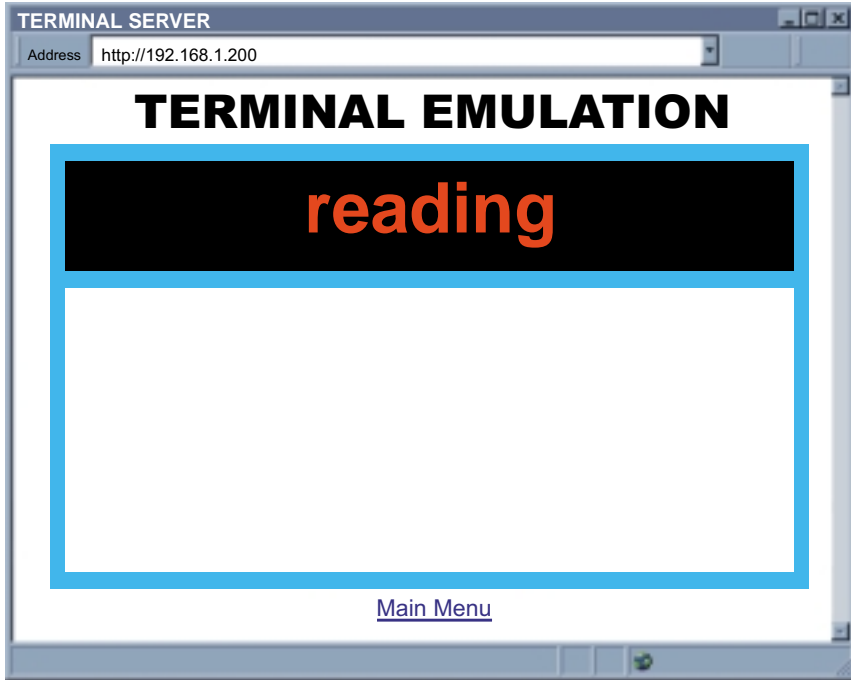 TERMINAL SERVER
Address http://192.168.1.200
TERMINAL EMULATION
reading
Main Menu